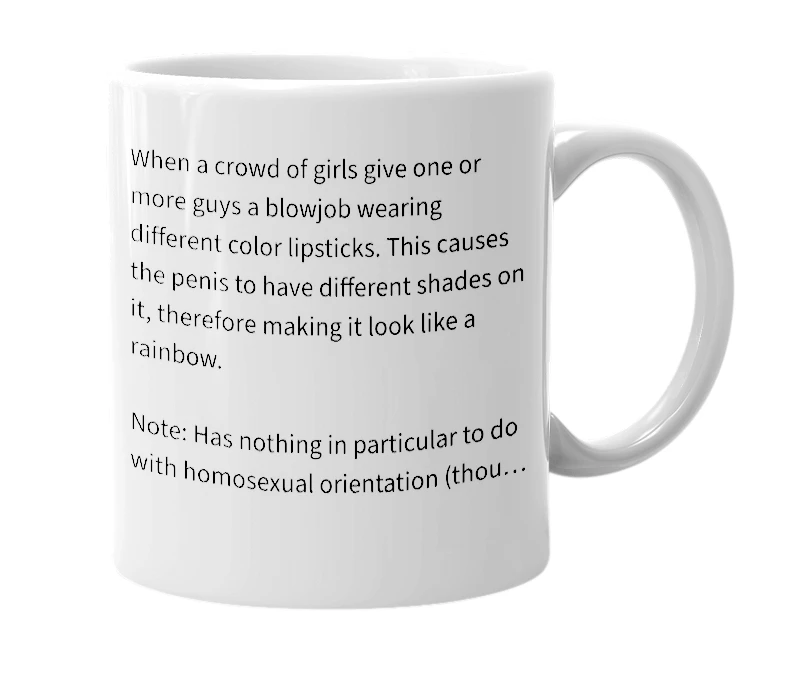 When a crowd of girls give one or
more guys a blowjob wearing
different color lipsticks. This causes
the penis to have different shades on
it, therefore making it look like a
rainbow.

Note: Has nothing in particular to do
with homosexual orientation (thou…